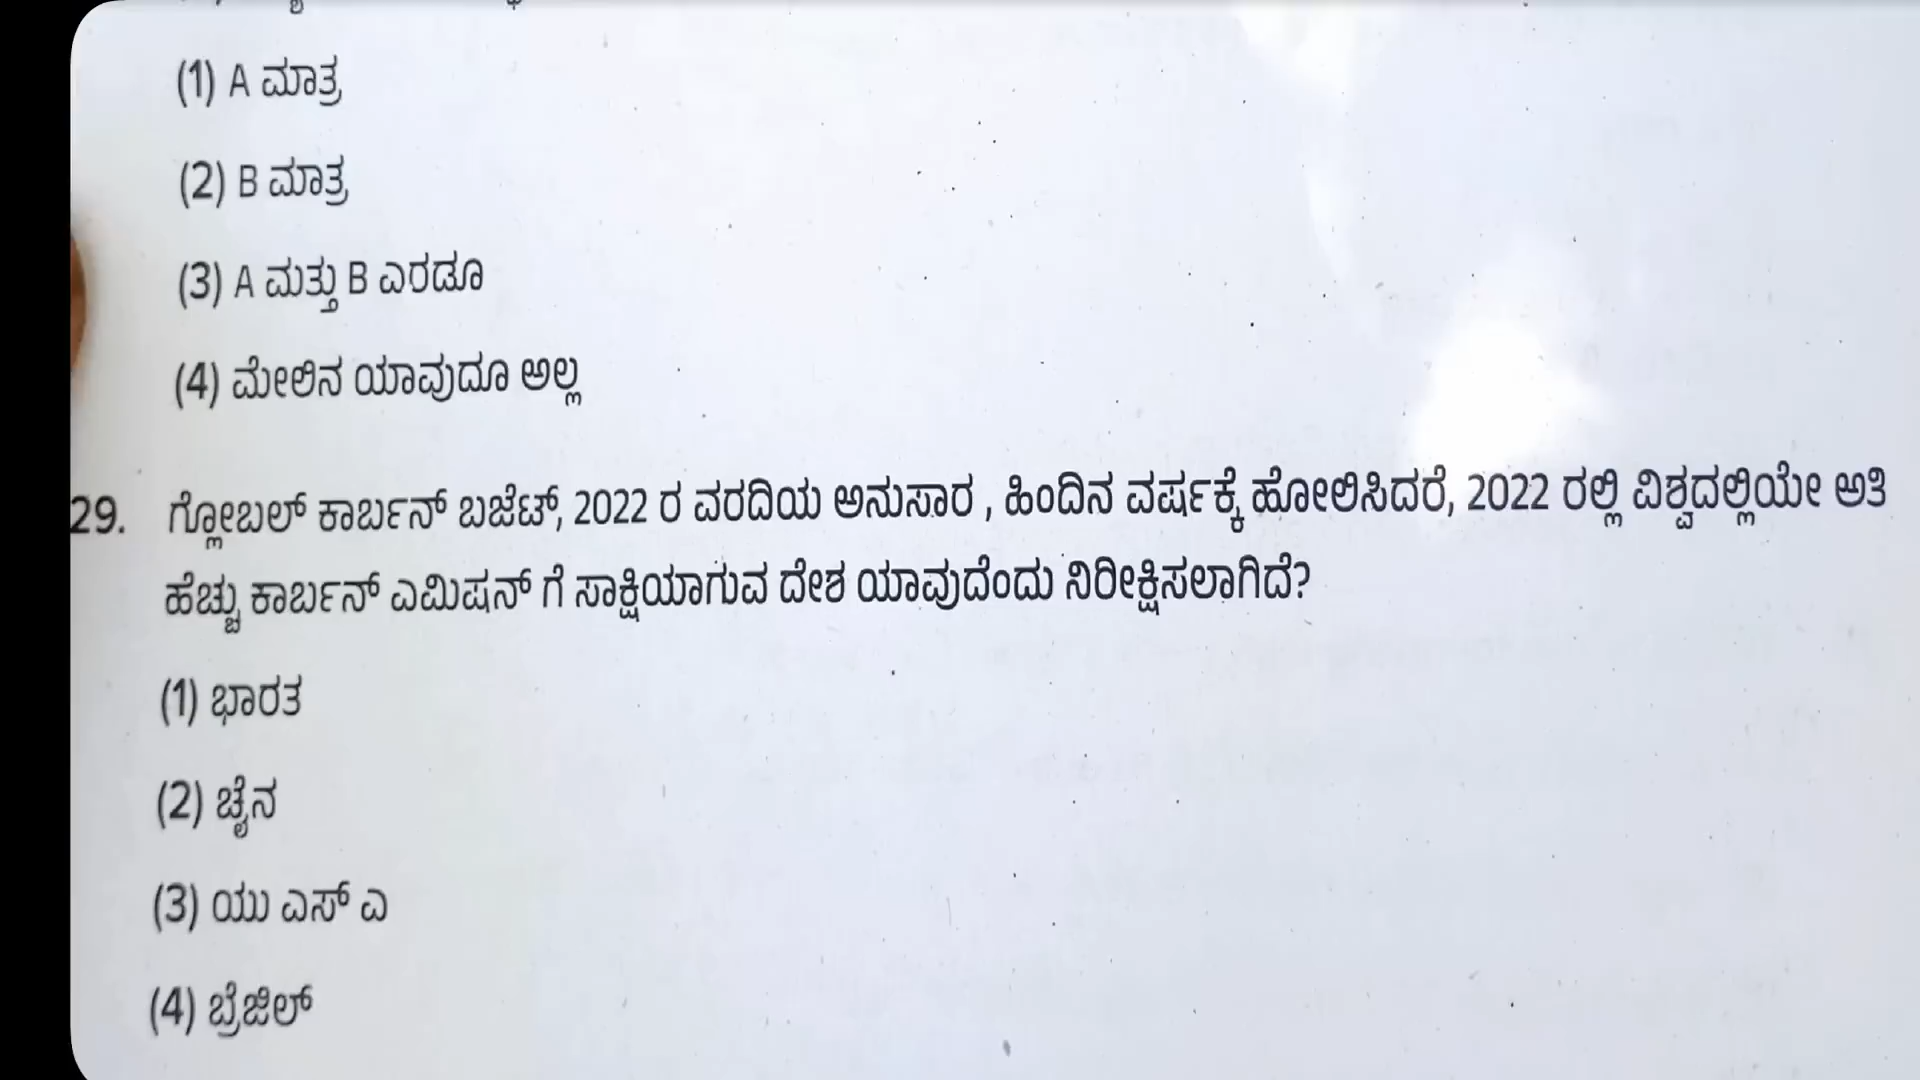 (1) A ಮಾತ್ರ
(2) B ಮಾತ್ರ
(3) A ಮತ್ತು B ಎರಡೂ
(4) ಮೇಲಿನ ಯಾವುದೂ ಅಲ್ಲ
29. ಗ್ಲೋಬಲ್ ಕಾರ್ಬನ್ ಬಜೆಟ್, 2022 ರ ವರದಿಯ ಅನುಸಾರ , ಹಿಂದಿನ ವರ್ಷಕ್ಕೆ ಹೋಲಿಸಿದರೆ, 2022 ರಲ್ಲಿ ವಿಶ್ವದಲ್ಲಿಯೇ ಅತಿ
ಹೆಚ್ಚು ಕಾರ್ಬನ್ ಎಮಿಷನ್ ಗೆ ಸಾಕ್ಷಿಯಾಗುವ ದೇಶ ಯಾವುದೆಂದು ನಿರೀಕ್ಷಿಸಲಾಗಿದೆ?
(1) ಭಾರತ
(2) ಚೈನ
(3) ಯು ಎಸ್ ಎ
(4) ಬ್ರೆಜಿಲ್